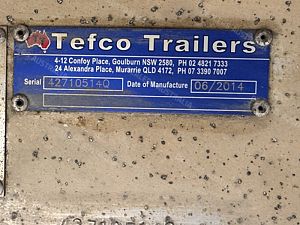 Tefco Trailers
4-12 Confoy Place, Goulburn NSW 2580, PH 02 4821 7333
24 Alexandra Place, Murarrie QLD 4172, PH 07 3390 7007
Serial 42710514Q Date of Manufacture 06/2014